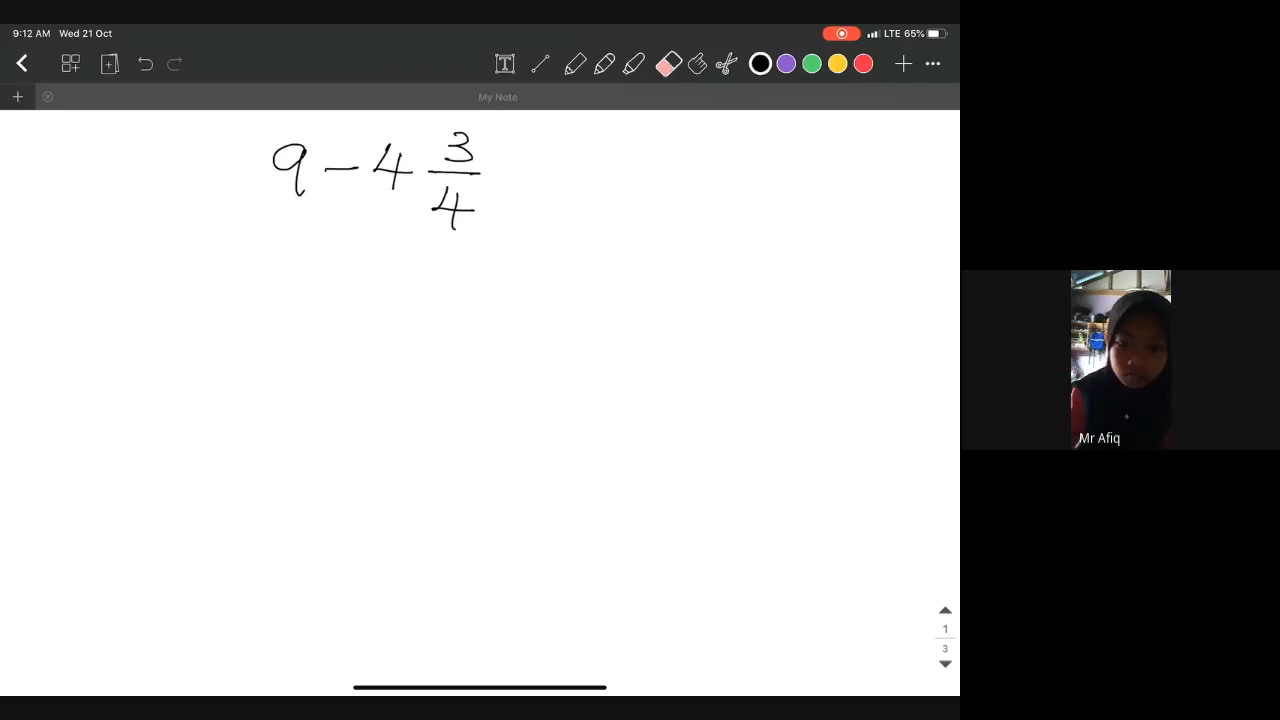 9:12 AM Wed 21 Oct
LTE 65%
T
My Note
9 − 4 3/4
Mr Afiq
1
3